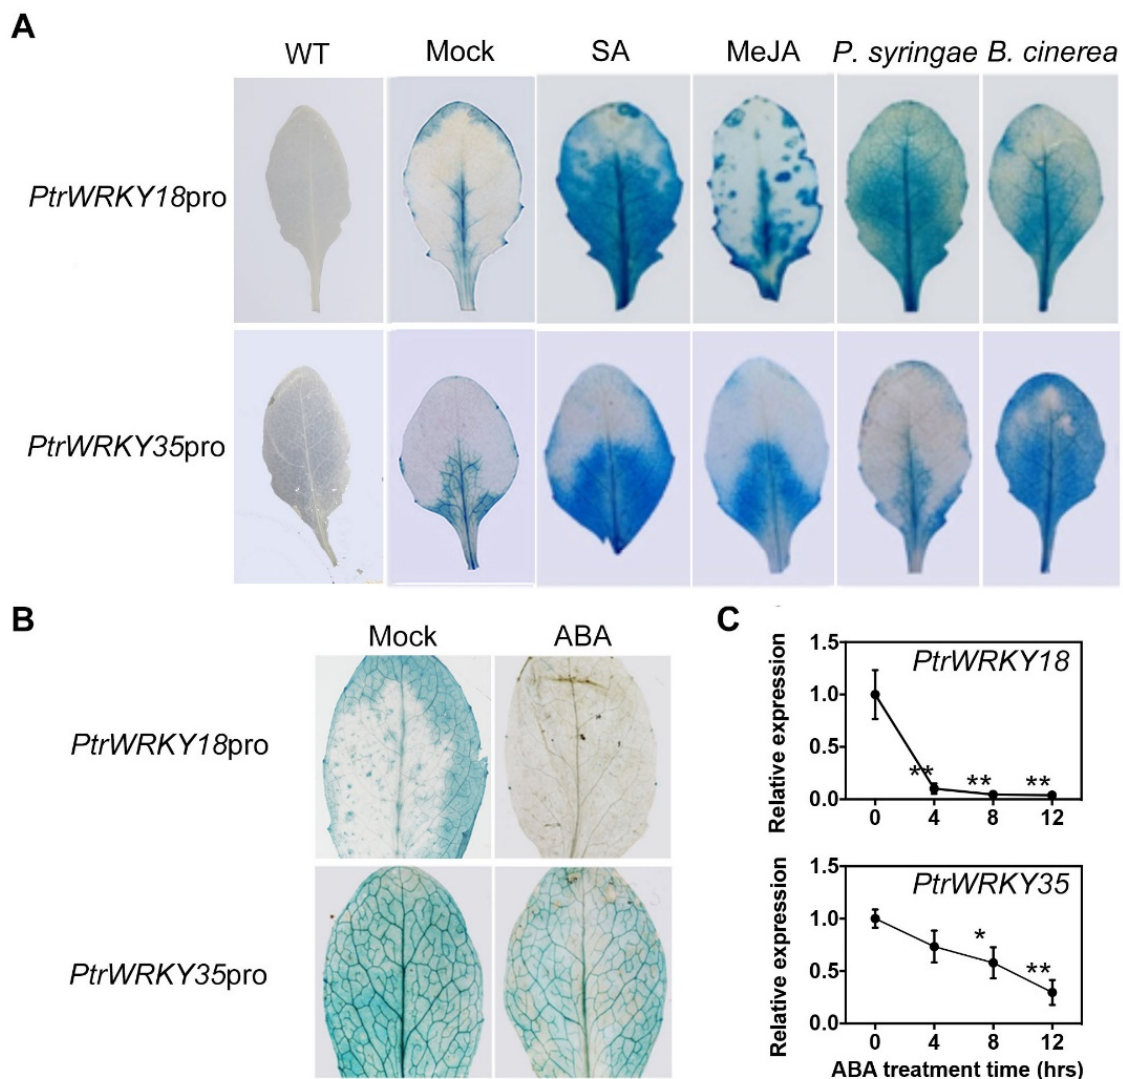 A
WT Mock SA MeJA P. syringae B. cinerea
PtrWRKY18pro
PtrWRKY35pro
B
Mock ABA
PtrWRKY18pro
PtrWRKY35pro
C
PtrWRKY18
Relative expression
1.5
1.0
0.5
0.0
** ** **
0 4 8 12
PtrWRKY35
Relative expression
1.5
1.0
0.5
0.0
* **
0 4 8 12
ABA treatment time (hrs)